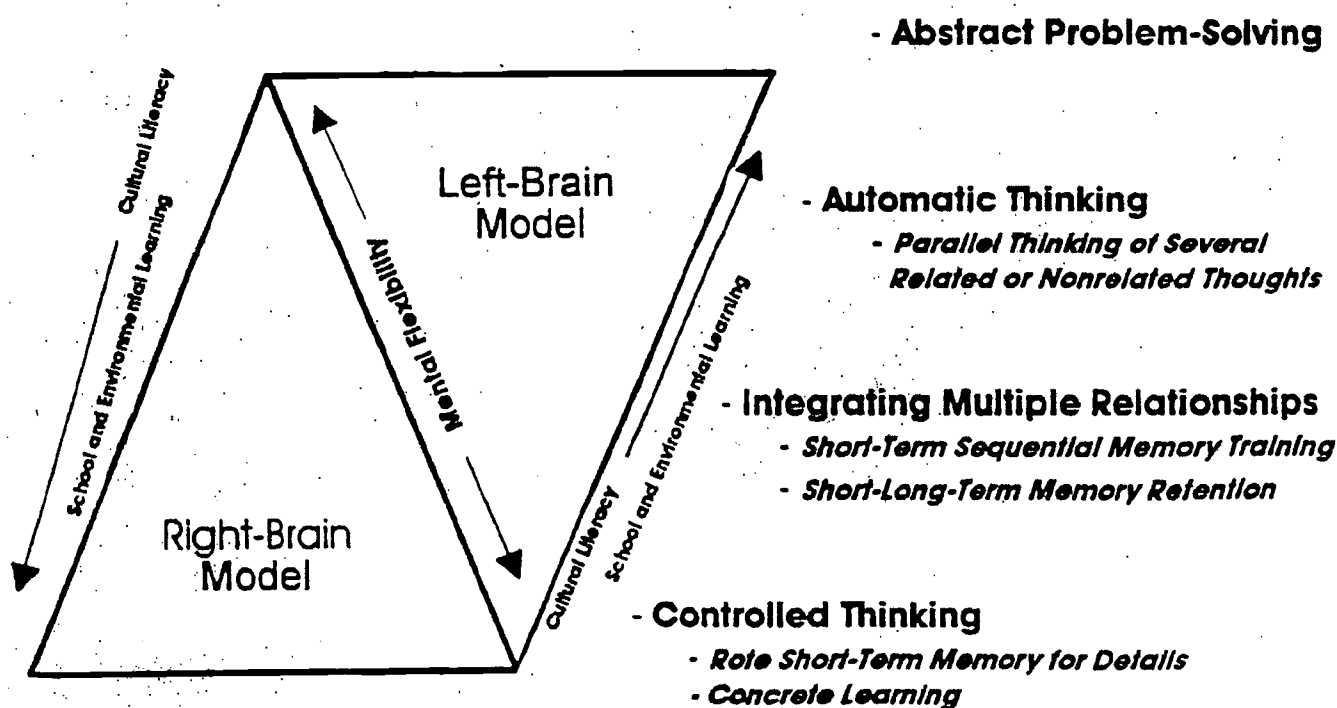 - Abstract Problem-Solving
Cultural Literacy
School and Environmental Learning
Mental Flexibility
Left-Brain
Model
Right-Brain
Model
Cultural Literacy
School and Environmental Learning
- Automatic Thinking
- Parallel Thinking of Several
Related or Nonrelated Thoughts
- Integrating Multiple Relationships
- Short-Term Sequential Memory Training
- Short-Long-Term Memory Retention
- Controlled Thinking
- Rote Short-Term Memory for Details
- Concrete Learning